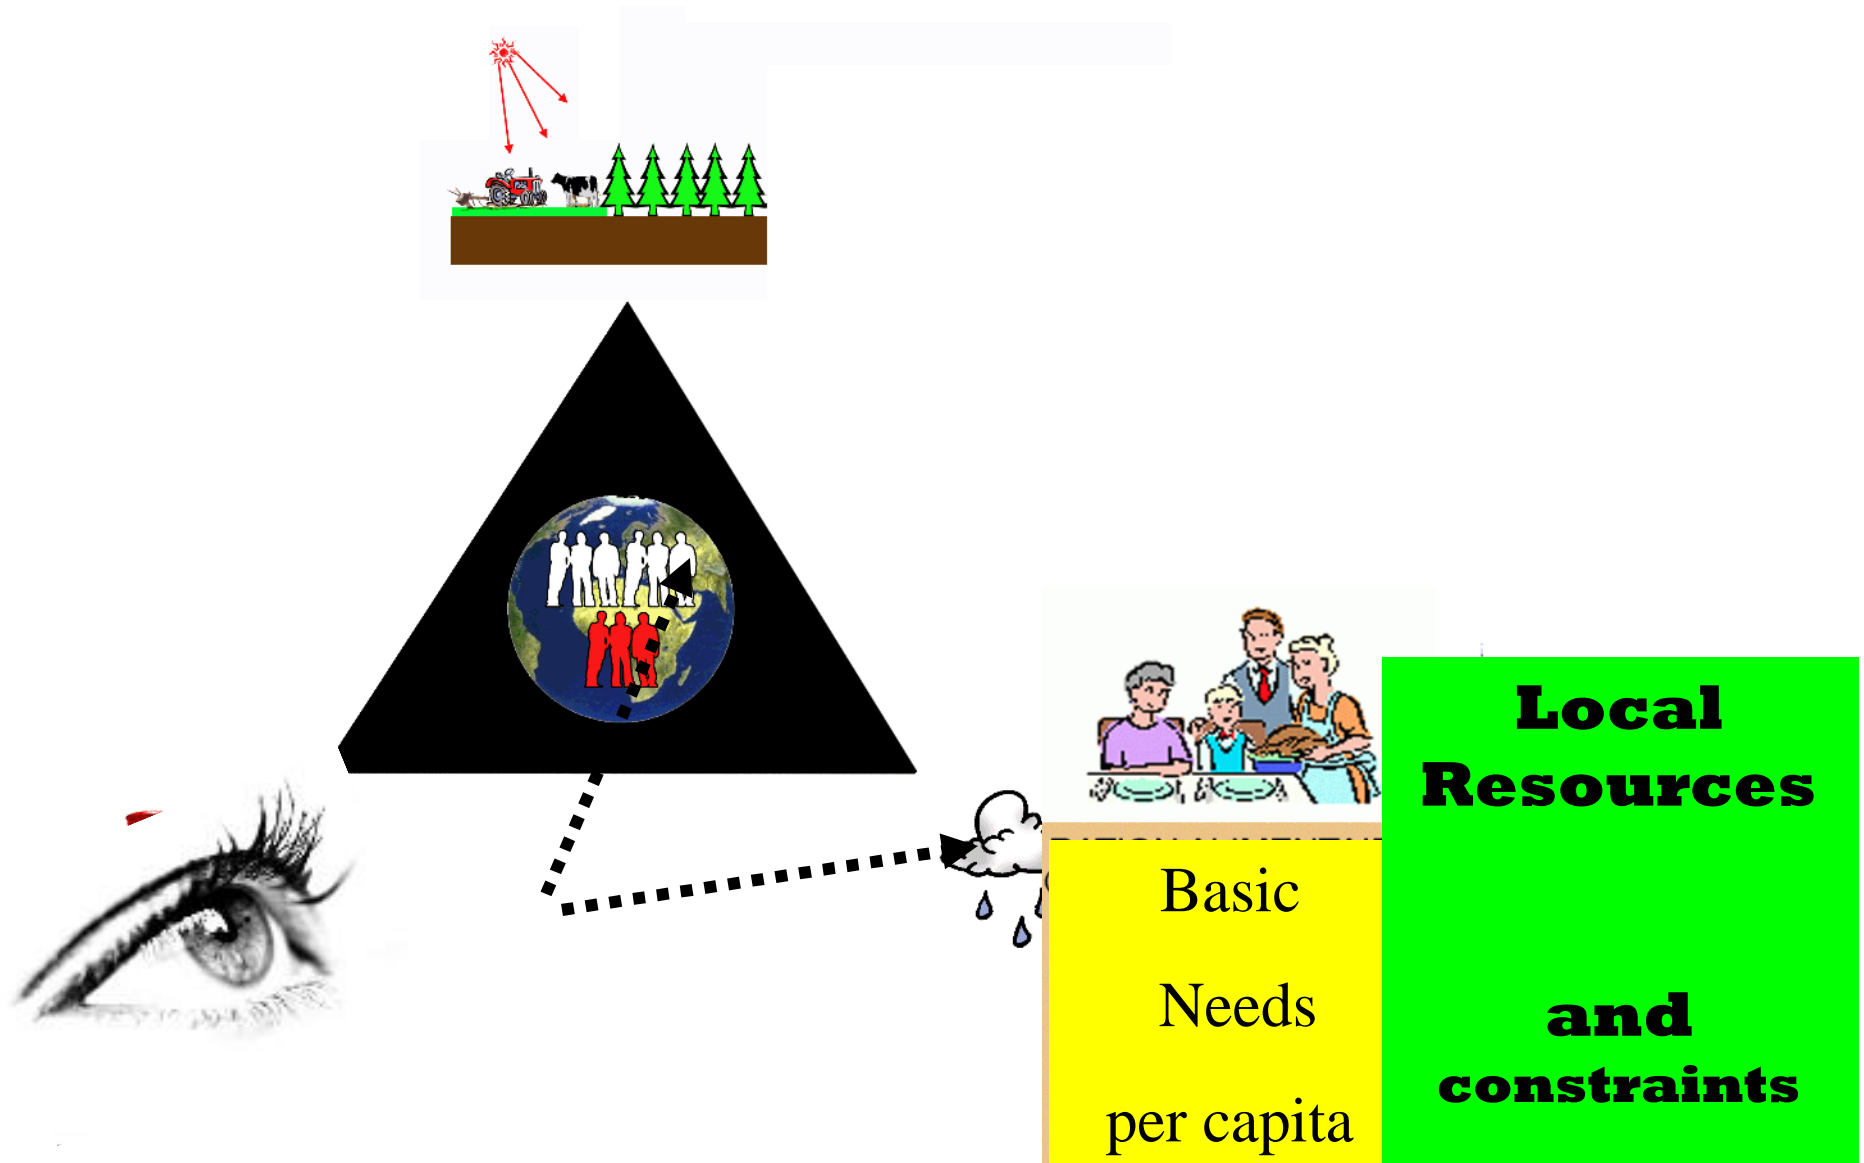 Basic
Needs
per capita
Local
Resources
and
constraints